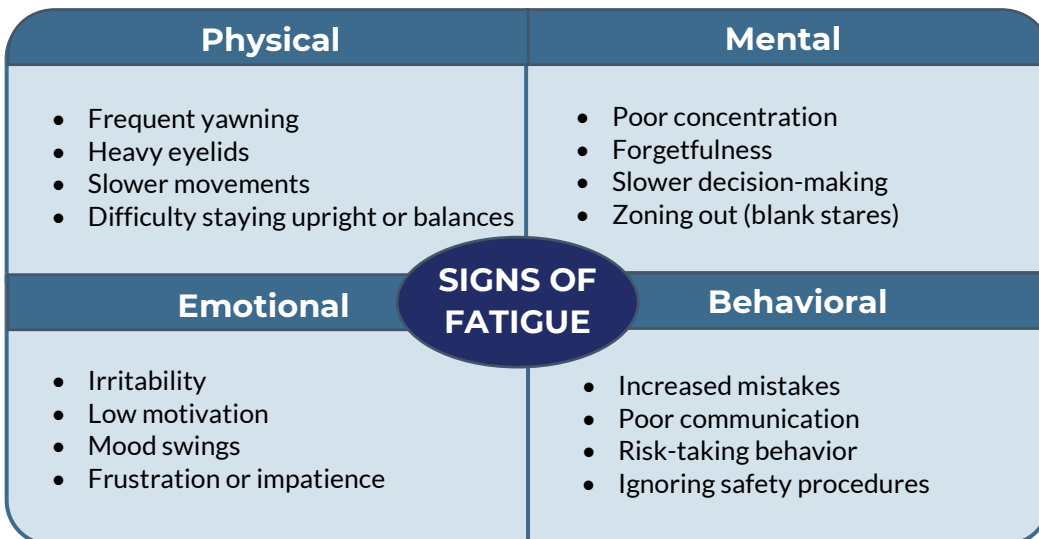 Physical
• Frequent yawning
• Heavy eyelids
• Slower movements
• Difficulty staying upright or balances
Mental
• Poor concentration
• Forgetfulness
• Slower decision-making
• Zoning out (blank stares)
SIGNS OF
FATIGUE
Emotional
• Irritability
• Low motivation
• Mood swings
• Frustration or impatience
Behavioral
• Increased mistakes
• Poor communication
• Risk-taking behavior
• Ignoring safety procedures